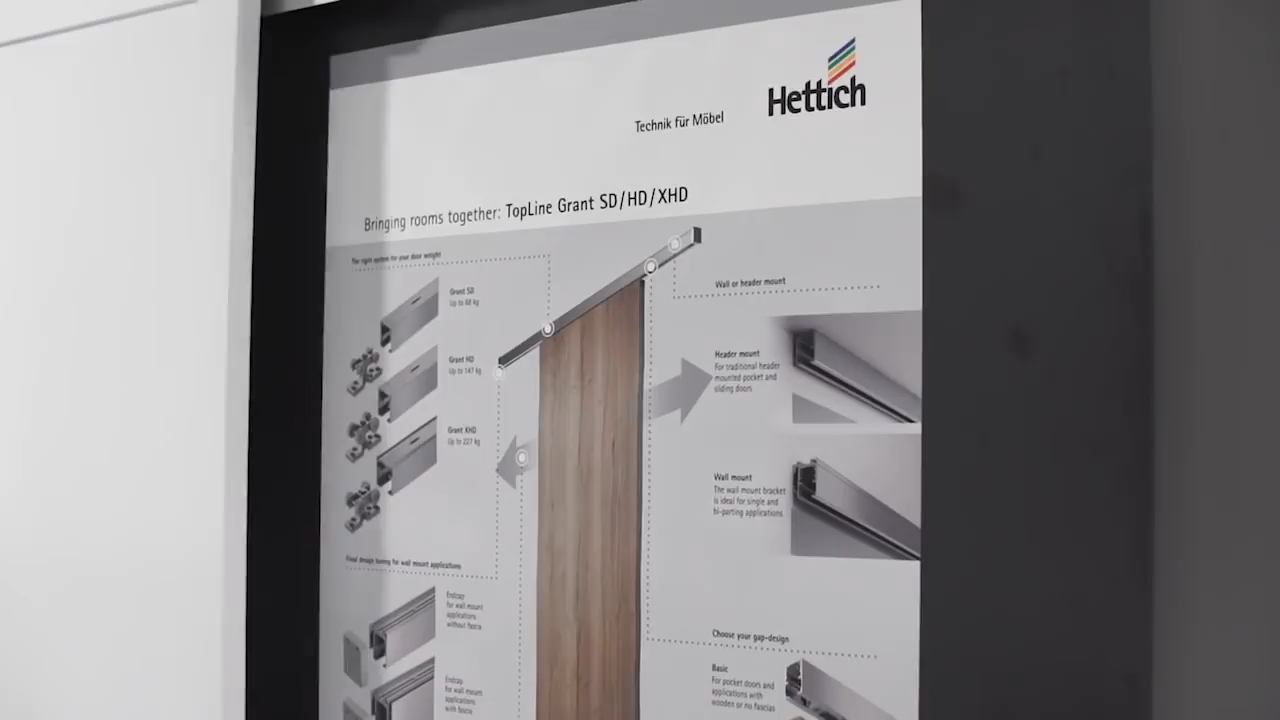 Hettich
Technik für Möbel
Bringing rooms together: TopLine Grant SD/HD/XHD
The right system for your door weight
Grant SD
Up to 68 kg
Grant HD
Up to 147 kg
Grant XHD
Up to 227 kg
Wall or header mount
Header mount
For traditional header
mounted pocket and
sliding doors
Wall mount
The wall mount bracket
is ideal for single and
bi-parting applications
Final design tuning for wall mount applications
Endcap
for wall mount
applications
without fascia
Endcap
for wall mount
applications
with fascia
Choose your gap-design
Basic
For pocket doors and
applications with
wooden or no fascias